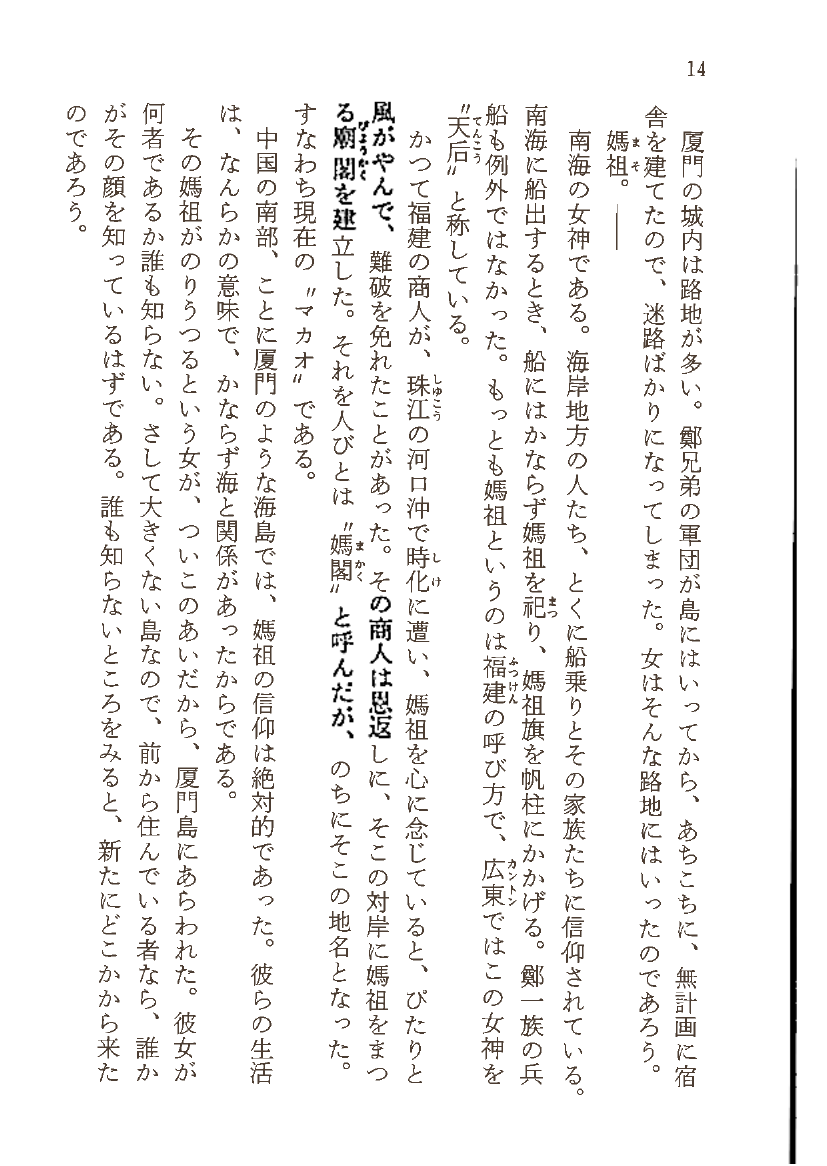 14
厦門の城内は路地が多い。鄭兄弟の軍団が島にはいってから、あちこちに、無計画に宿
舎を建てたので、迷路ばかりになってしまった。女はそんな路地にはいったのであろう。
媽祖。――
南海の女神である。海岸地方の人たち、とくに船乗りとその家族たちに信仰されている。
南海に船出するとき、船にはかならず媽祖を祀り、媽祖旗を帆柱にかかげる。鄭一族の兵
船も例外ではなかった。もっとも媽祖というのは福建の呼び方で、広東ではこの女神を
〝天后〟と称している。
かつて福建の商人が、珠江の河口沖で時化に遭い、媽祖を心に念じていると、ぴたりと
風がやんで、難破を免れたことがあった。その商人は恩返しに、そこの対岸に媽祖をまつ
る廟閣を建立した。それを人びとは〝媽閣〟と呼んだが、のちにそこの地名となった。
すなわち現在の〝マカオ〟である。
中国の南部、ことに厦門のような海島では、媽祖の信仰は絶対的であった。彼らの生活
は、なんらかの意味で、かならず海と関係があったからである。
その媽祖がのりうつるという女が、ついこのあいだから、厦門島にあらわれた。彼女が
何者であるか誰も知らない。さして大きくない島なので、前から住んでいる者なら、誰か
がその顔を知っているはずである。誰も知らないところをみると、新たにどこかから来た
のであろう。